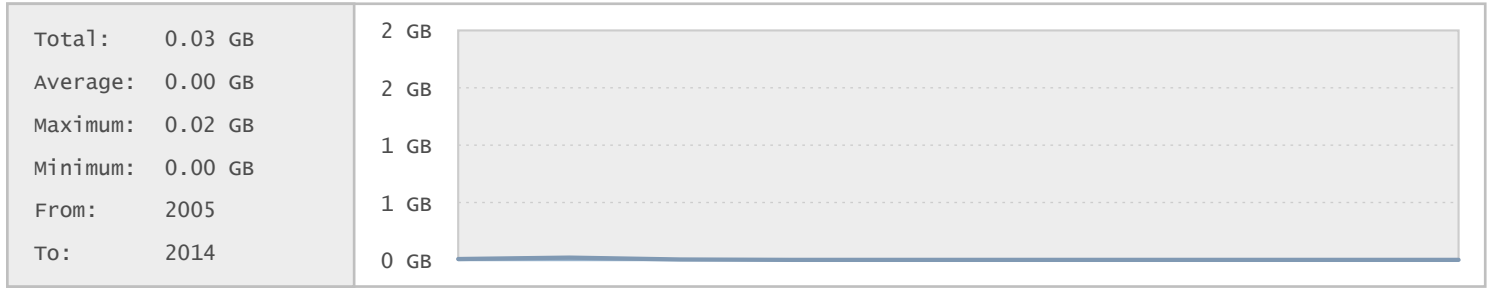 Total: 0.03 GB
Average: 0.00 GB
Maximum: 0.02 GB
Minimum: 0.00 GB
From: 2005
To: 2014
2 GB
2 GB
1 GB
1 GB
0 GB